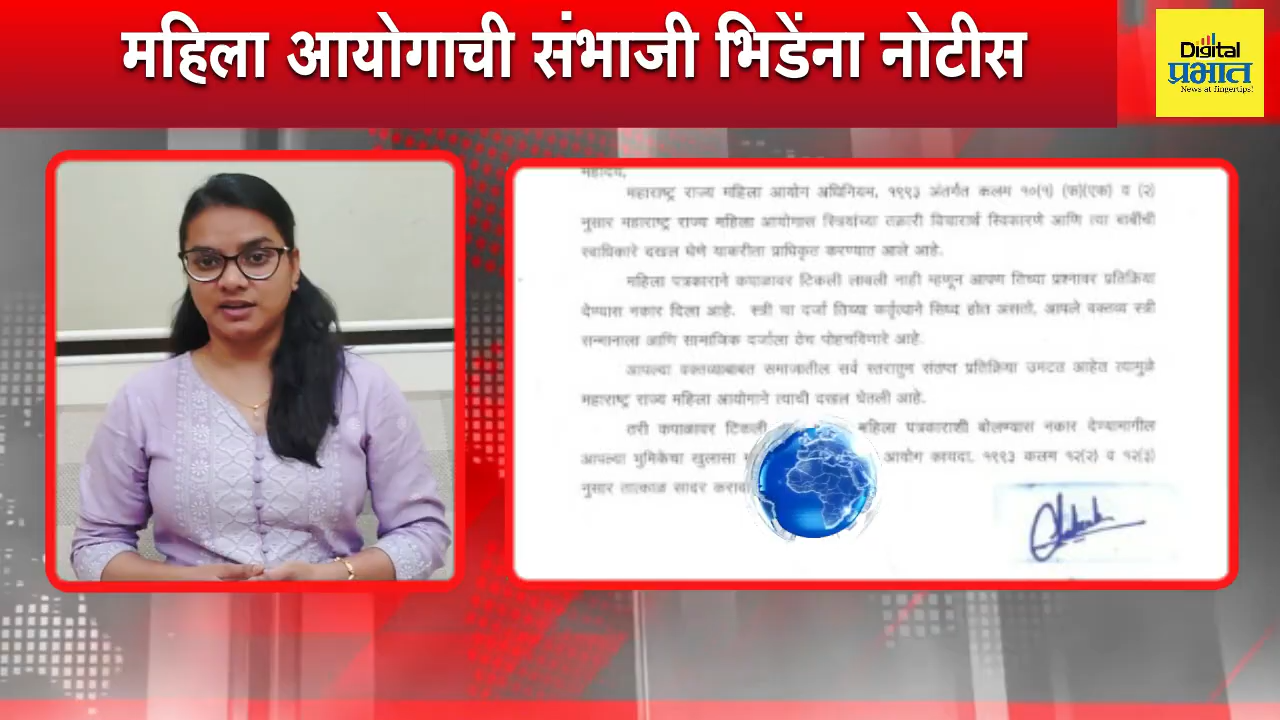 महिला आयोगाची संभाजी भिडेंना नोटीस
Digital
प्रभात
News at fingertips!
महोदय,
महाराष्ट्र राज्य महिला आयोग अधिनियम, १९९३ अंतर्गत कलम १०(१) (फ)(एक) व (२)
नुसार महाराष्ट्र राज्य महिला आयोगास स्त्रियांच्या तक्रारी विचारार्थ स्विकारणे आणि त्या बाबींची
स्वाधिकारे दखल घेणे याकरीता प्राधिकृत करण्यात आले आहे.
महिला पत्रकाराने कपाळावर टिकली लावली नाही म्हणून आपण तिच्या प्रश्नावर प्रतिक्रिया
देण्यास नकार दिला आहे. स्त्री चा दर्जा तिच्या कर्तृत्वाने सिध्द होत असतो, आपले वक्तव्य स्त्री
सन्मानाला आणि सामाजिक दर्जाला ठेच पोहचविणारे आहे.
आपल्या वक्तव्याबाबत समाजातील सर्व स्तरातुन संतप्त प्रतिक्रिया उमटत आहेत त्यामुळे
महाराष्ट्र राज्य महिला आयोगाने त्याची दखल घेतली आहे.
तरी कपाळावर टिकली महिला पत्रकाराशी बोलण्यास नकार देण्यामागील
आपल्या भुमिकेचा खुलासा आयोग कायदा, १९९३ कलम १२(२) व १२(३)
नुसार तात्काळ सादर करावा